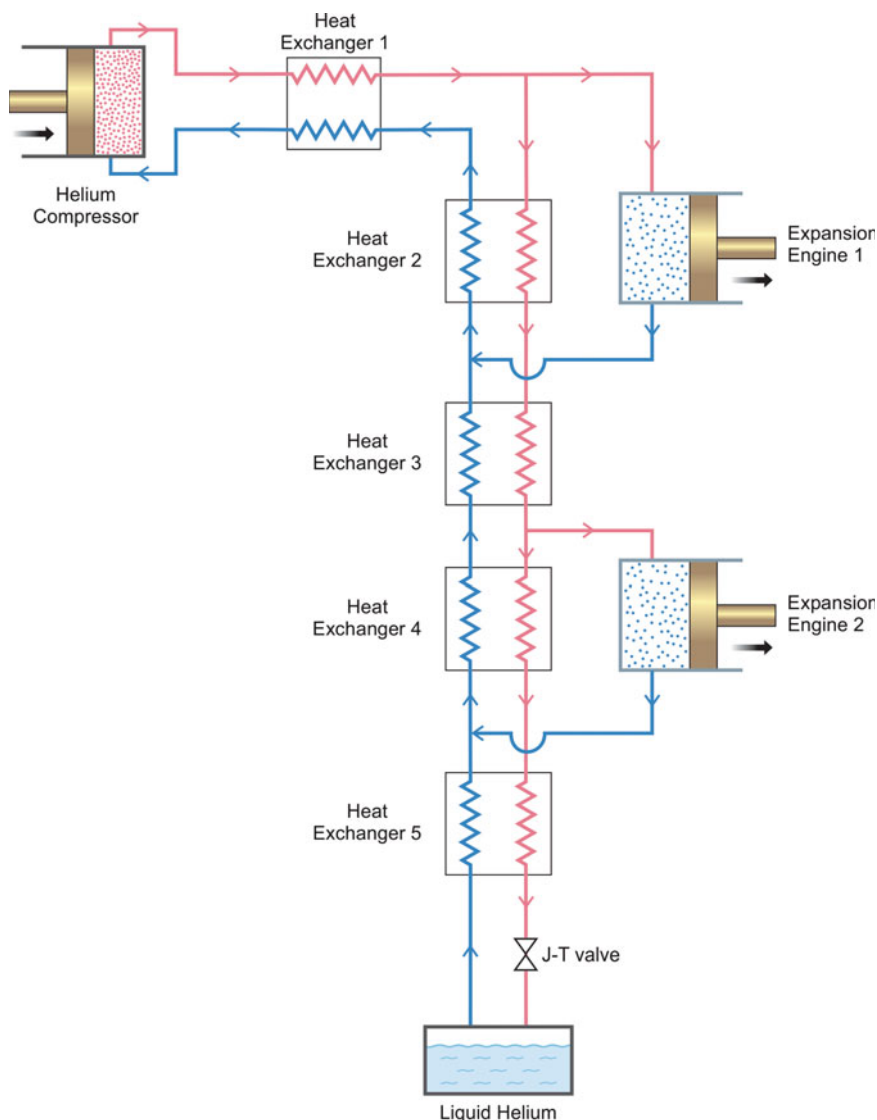 Heat
Exchanger 1
Helium
Compressor
Heat
Exchanger 2
Expansion
Engine 1
Heat
Exchanger 3
Heat
Exchanger 4
Expansion
Engine 2
Heat
Exchanger 5
J-T valve
Liquid Helium